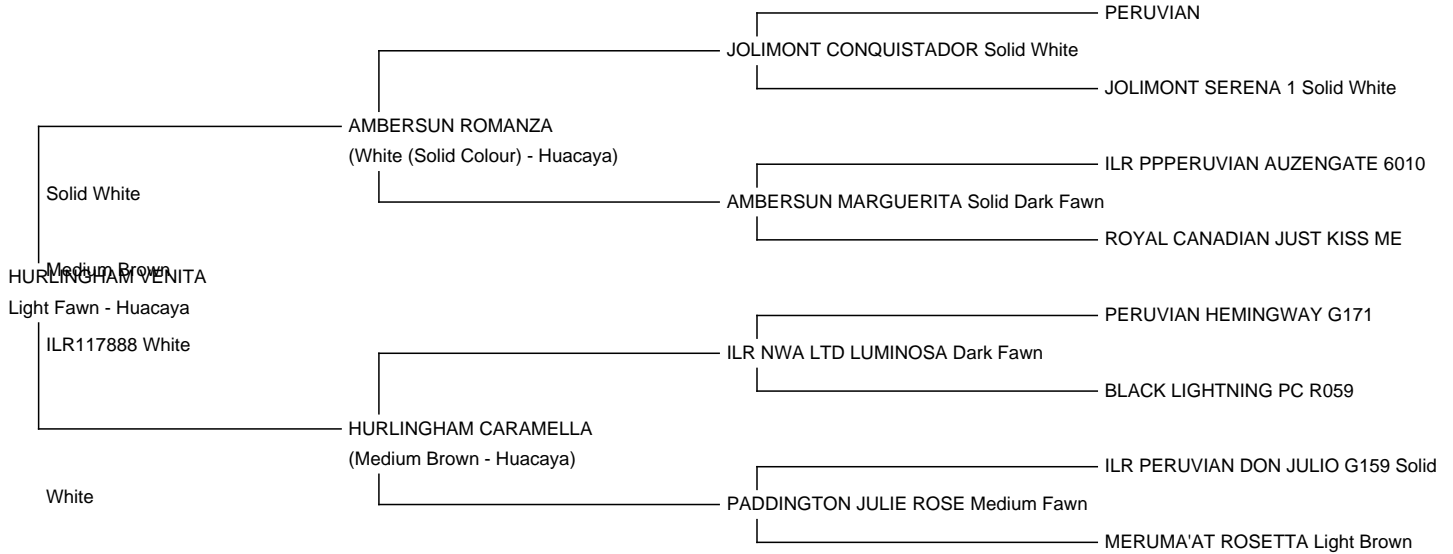 PERUVIAN
JOLIMONT CONQUISTADOR Solid White
JOLIMONT SERENA 1 Solid White
AMBERSUN ROMANZA
(White (Solid Colour) - Huacaya)
ILR PPPERUVIAN AUZENGATE 6010
Solid White
AMBERSUN MARGUERITA Solid Dark Fawn
ROYAL CANADIAN JUST KISS ME
Medium Brown
HURLINGHAM VENITA
Light Fawn - Huacaya
PERUVIAN HEMINGWAY G171
ILR117888 White
ILR NWA LTD LUMINOSA Dark Fawn
BLACK LIGHTNING PC R059
HURLINGHAM CARAMELLA
(Medium Brown - Huacaya)
ILR PERUVIAN DON JULIO G159 Solid
White
PADDINGTON JULIE ROSE Medium Fawn
MERUMA'AT ROSETTA Light Brown